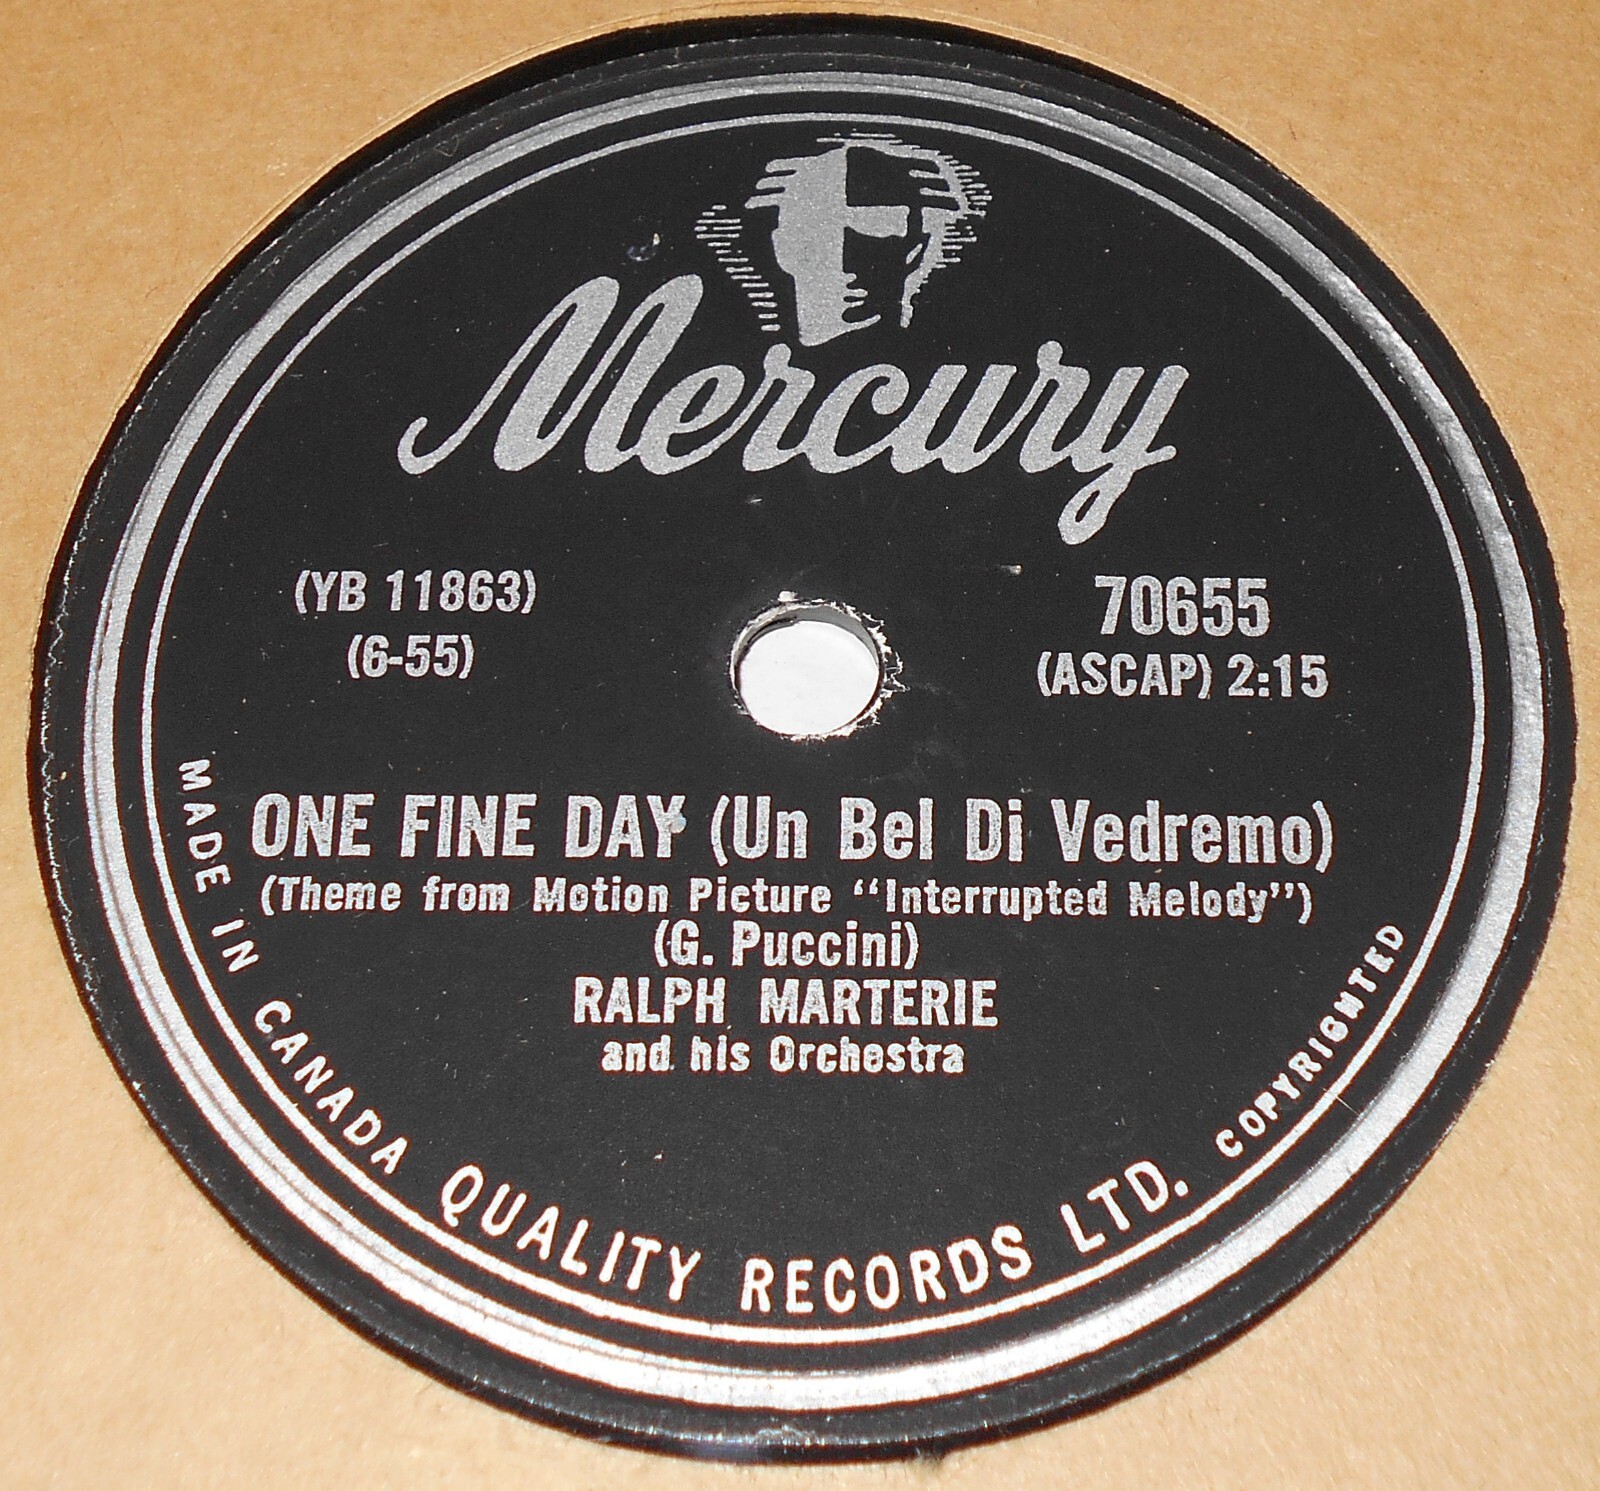 Mercury
(YB 11863)
(6-55)
70655
(ASCAP) 2:15
ONE FINE DAY (Un Bel Di Vedremo)
(Theme from Motion Picture “Interrupted Melody”)
(G. Puccini)
RALPH MARTERIE
and his Orchestra
MADE IN CANADA QUALITY RECORDS LTD. COPYRIGHTED